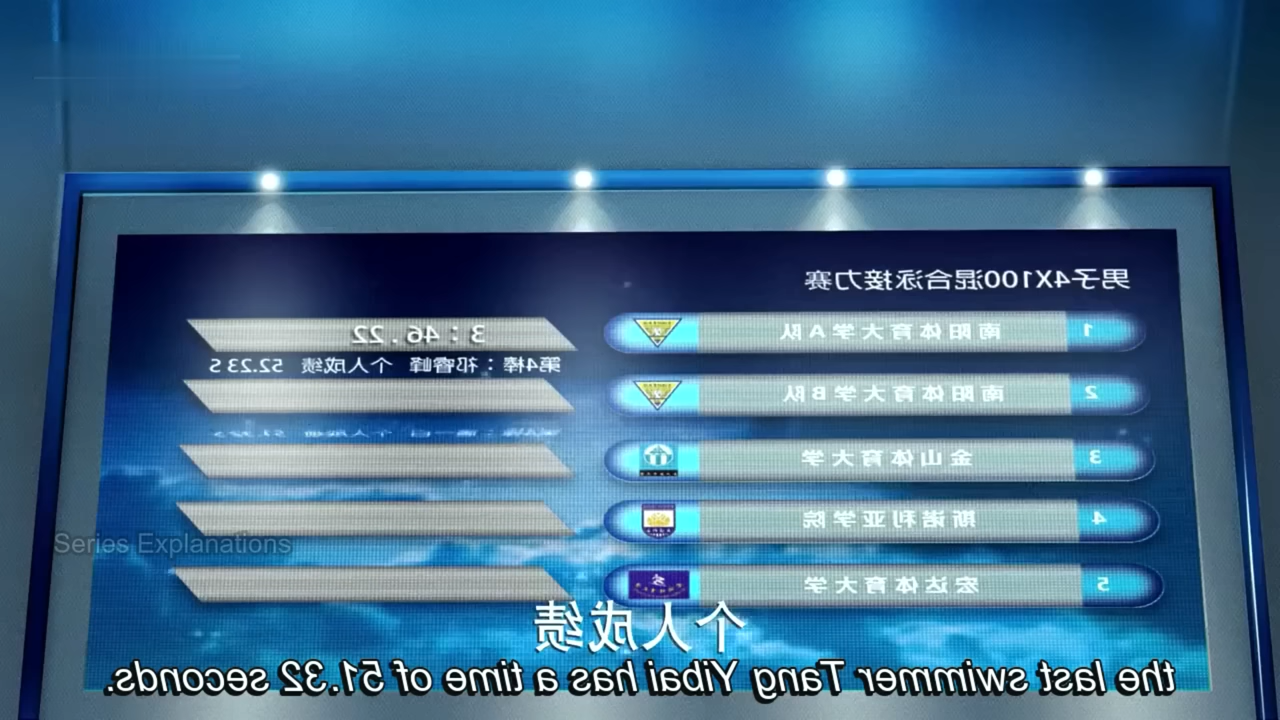 男子4X100混合泳接力赛
1 南阳体育大学A队 3:46.22
第4棒：祁睿峰 个人成绩 52.23 S
2 南阳体育大学B队
3 金山体育大学
4 斯诺利亚学院
5 宏达体育大学
Series Explanations
个人成绩
the last swimmer Tang Yibai has a time of 51.32 seconds.